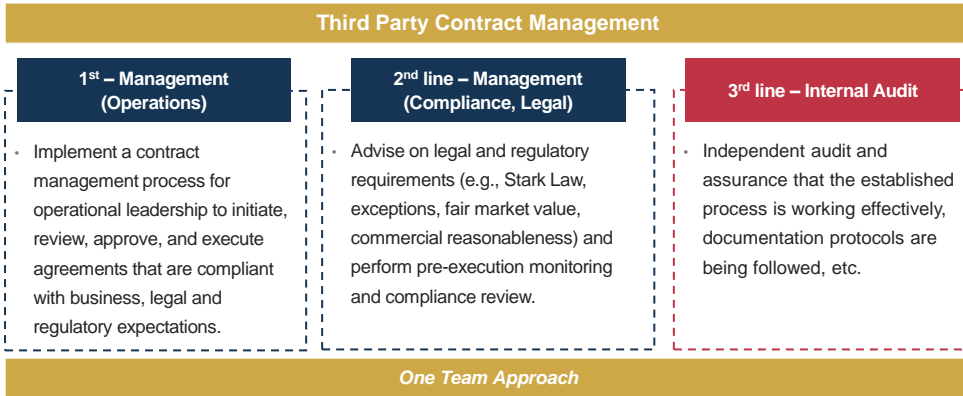 Third Party Contract Management
1st – Management
(Operations)
• Implement a contract
management process for
operational leadership to initiate,
review, approve, and execute
agreements that are compliant
with business, legal and
regulatory expectations.
2nd line – Management
(Compliance, Legal)
• Advise on legal and regulatory
requirements (e.g., Stark Law,
exceptions, fair market value,
commercial reasonableness) and
perform pre-execution monitoring
and compliance review.
3rd line – Internal Audit
• Independent audit and
assurance that the established
process is working effectively,
documentation protocols are
being followed, etc.
One Team Approach